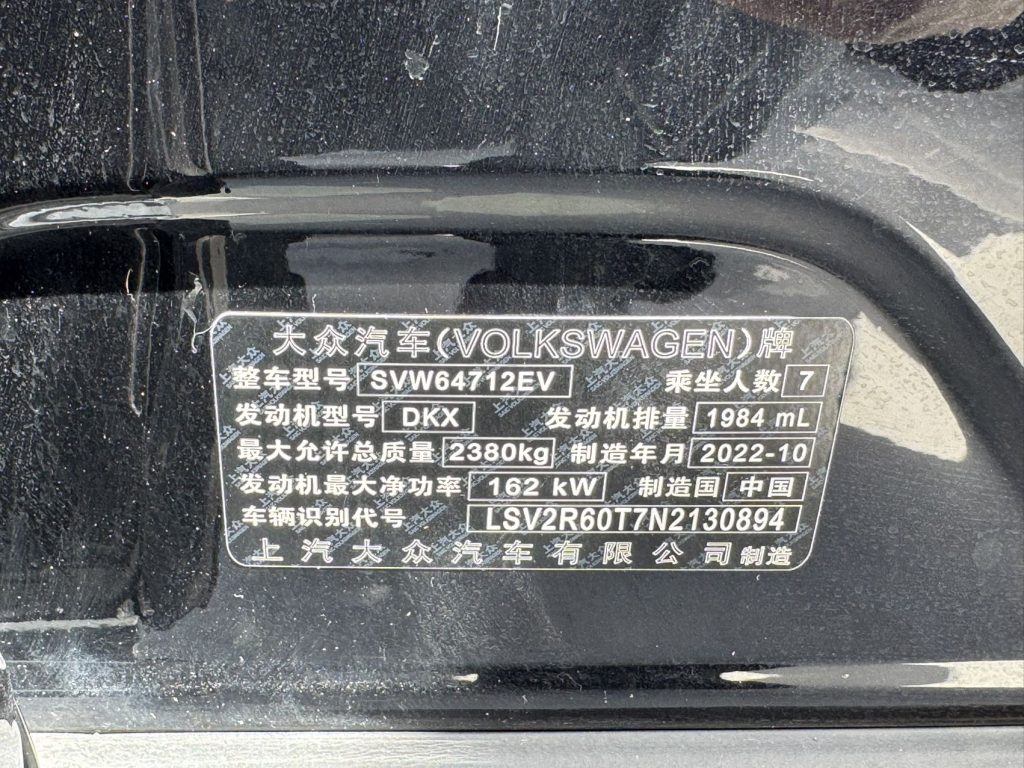 大众汽车(VOLKSWAGEN)牌
整车型号 SVW64712EV 乘坐人数 7
发动机型号 DKX 发动机排量 1984 mL
最大允许总质量 2380kg 制造年月 2022-10
发动机最大净功率 162 kW 制造国 中国
车辆识别代号 LSV2R60T7N2130894
上汽大众汽车有限公司 制造